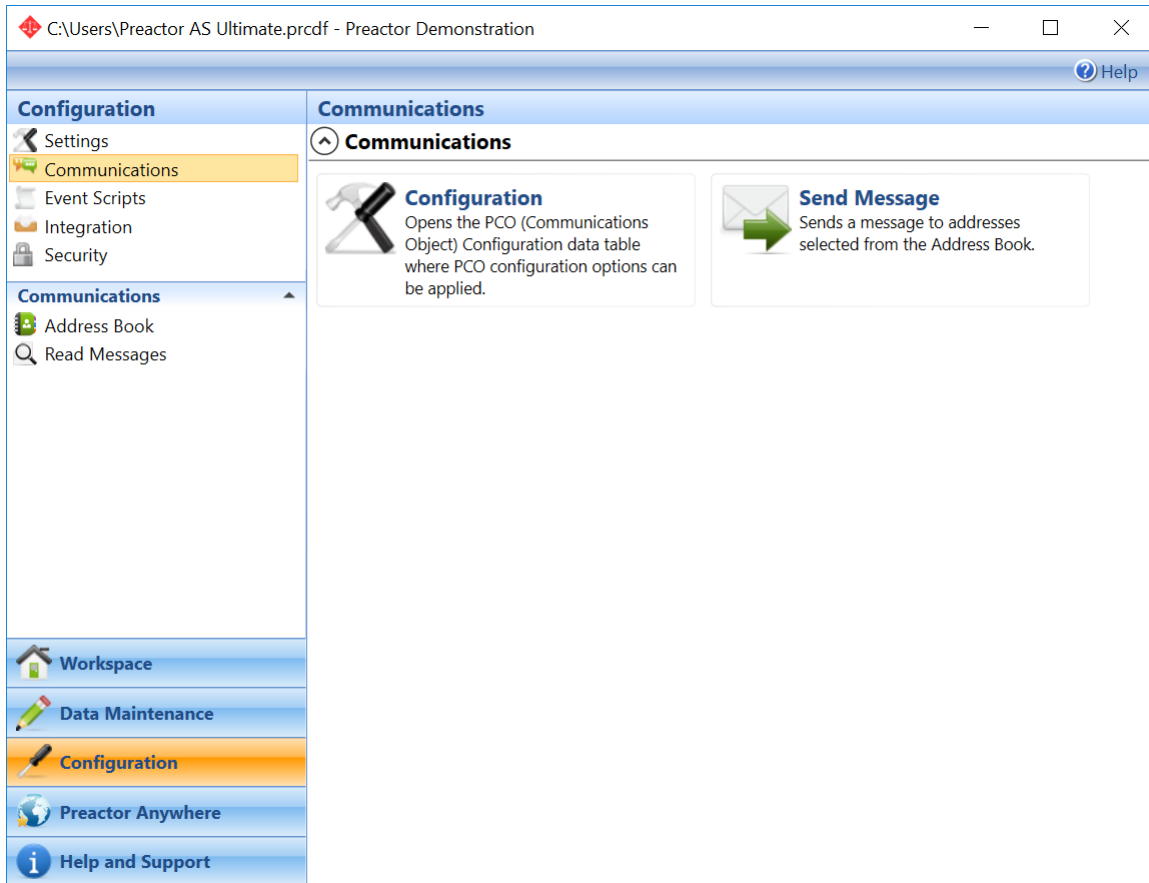 C:\Users\Preactor AS Ultimate.prcdf - Preactor Demonstration
Help
Configuration
Settings
Communications
Event Scripts
Integration
Security
Communications
Address Book
Read Messages
Workspace
Data Maintenance
Configuration
Preactor Anywhere
Help and Support
Communications
Communications
Configuration
Opens the PCO (Communications
Object) Configuration data table
where PCO configuration options can
be applied.
Send Message
Sends a message to addresses
selected from the Address Book.